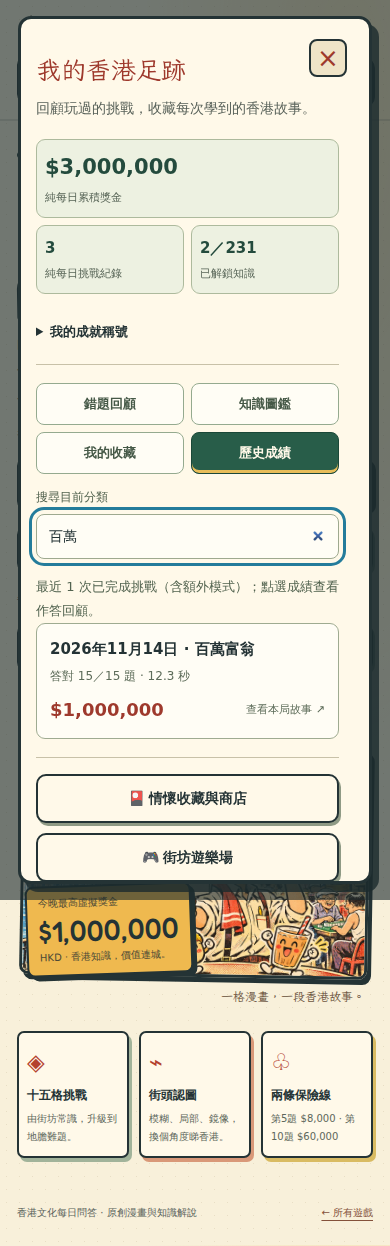 我的香港足跡
×
回顧玩過的挑戰，收藏每次學到的香港故事。
$3,000,000
純每日累積獎金
3
純每日挑戰紀錄
2／231
已解鎖知識
▶ 我的成就稱號
錯題回顧
知識圖鑑
我的收藏
歷史成績
搜尋目前分類
百萬
×
最近 1 次已完成挑戰（含額外模式）；點選成績查看
作答回顧。
2026年11月14日 · 百萬富翁
答對 15／15 題 · 12.3 秒
$1,000,000
查看本局故事 ↗
🎴 情懷收藏與商店
🎮 街坊遊樂場
今晚最高虛擬獎金
$1,000,000
HKD · 香港知識，價值連城。
一格漫畫，一段香港故事。
十五格挑戰
由街坊常識，升級到
地膽難題。
街頭認圖
模糊、局部、鏡像，
換個角度睇香港。
兩條保險線
第5題 $8,000 · 第
10題 $60,000
香港文化每日問答 · 原創漫畫與知識解說
← 所有遊戲